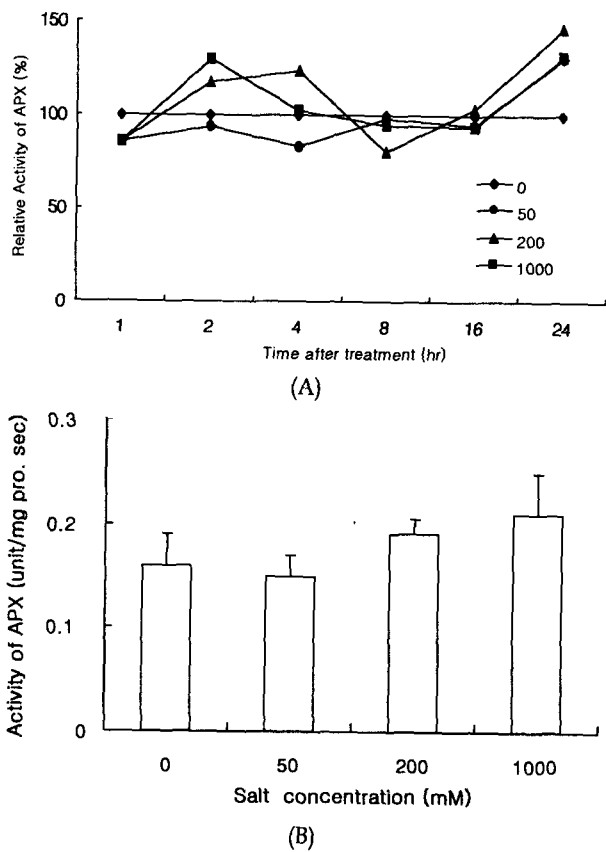 150
100
50
0
Relative Activity of APX (%)
0
50
200
1000
1 2 4 8 16 24
Time after treatment (hr)
(A)
0.3
0.2
0.1
0
Activity of APX (unit/mg pro. sec)
0 50 200 1000
Salt concentration (mM)
(B)